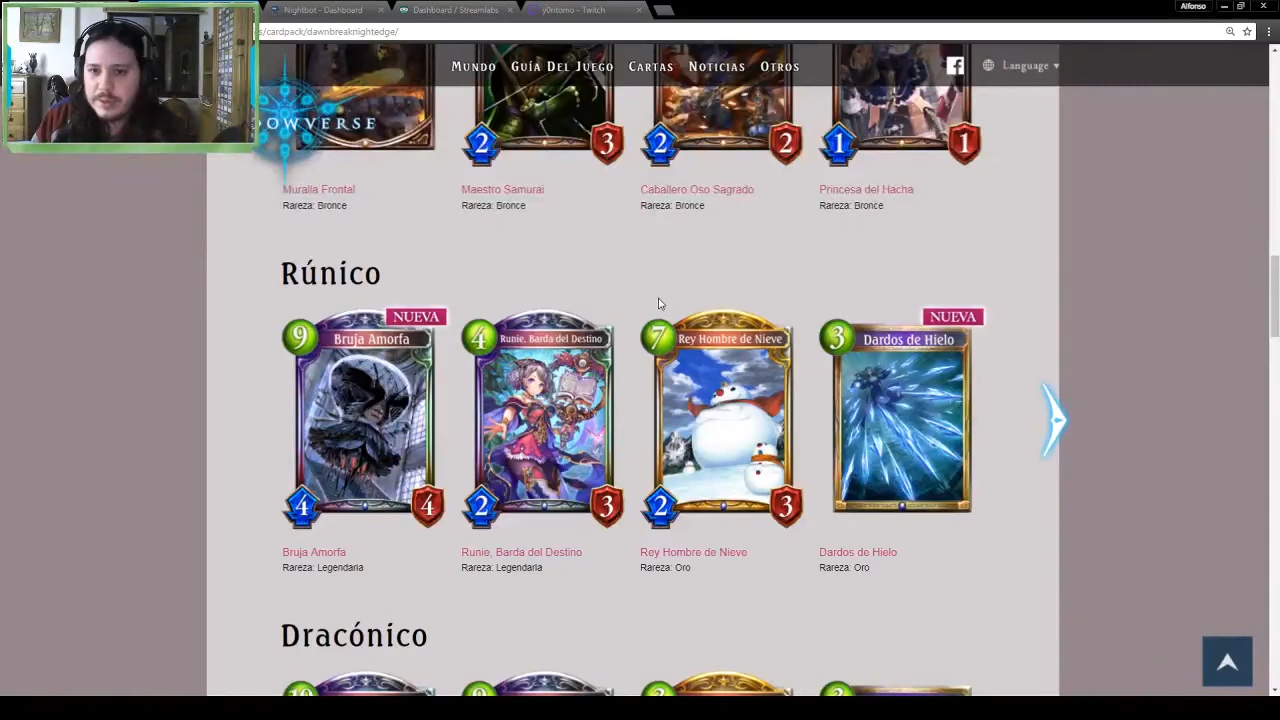 Nightbot - Dashboard
Dashboard / Streamlabs
y0ntomo - Twitch
Alfonso
s/cardpack/dawnbreaknightedge/
MUNDO GUÍA DEL JUEGO CARTAS NOTICIAS OTROS
Language
OWVERSE
2 3 2 2 1 1
Muralla Frontal Maestro Samurai Caballero Oso Sagrado Princesa del Hacha
Rareza: Bronce Rareza: Bronce Rareza: Bronce Rareza: Bronce
Rúnico
NUEVA NUEVA
9 Bruja Amorfa 4 Runie, Barda del Destino 7 Rey Hombre de Nieve 3 Dardos de Hielo
4 4 2 3 2 3
Bruja Amorfa Runie, Barda del Destino Rey Hombre de Nieve Dardos de Hielo
Rareza: Legendaria Rareza: Legendaria Rareza: Oro Rareza: Oro
Dracónico